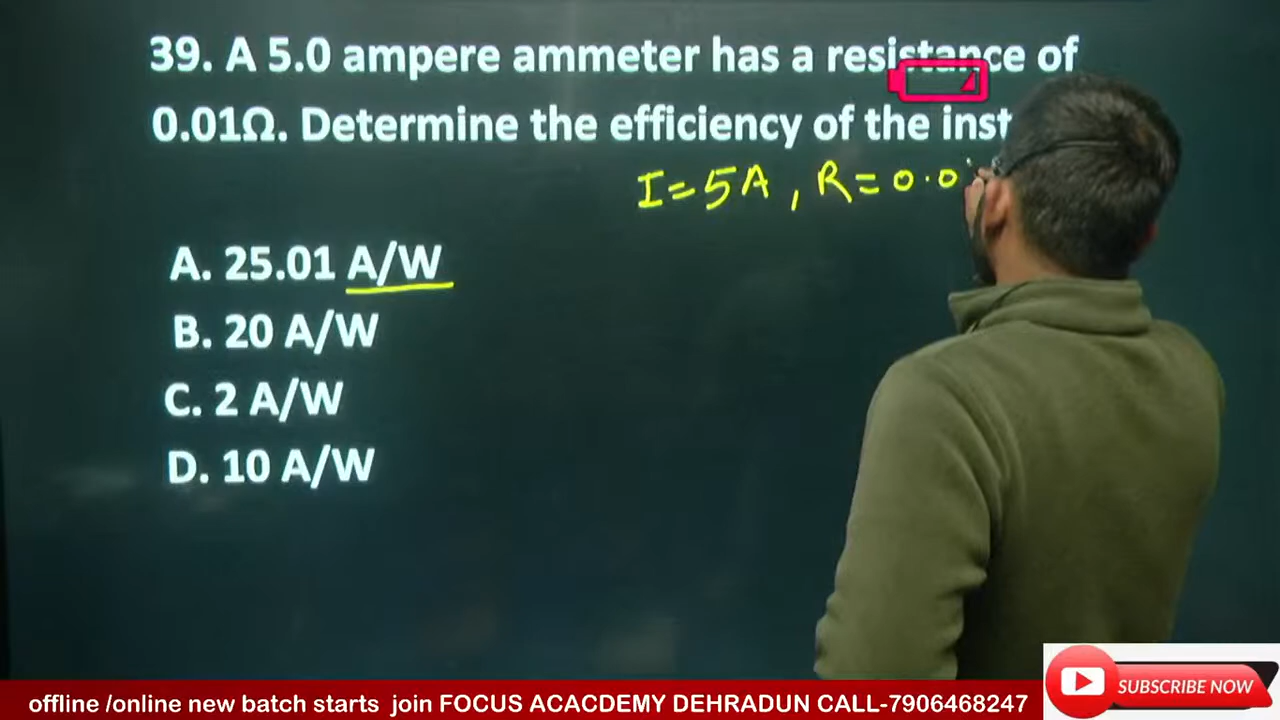 39. A 5.0 ampere ammeter has a resistance of
0.01Ω. Determine the efficiency of the
I = 5A , R = 0.0
A. 25.01 A/W
B. 20 A/W
C. 2 A/W
D. 10 A/W
offline /online new batch starts join FOCUS ACACDEMY DEHRADUN CALL-7906468247
SUBSCRIBE NOW